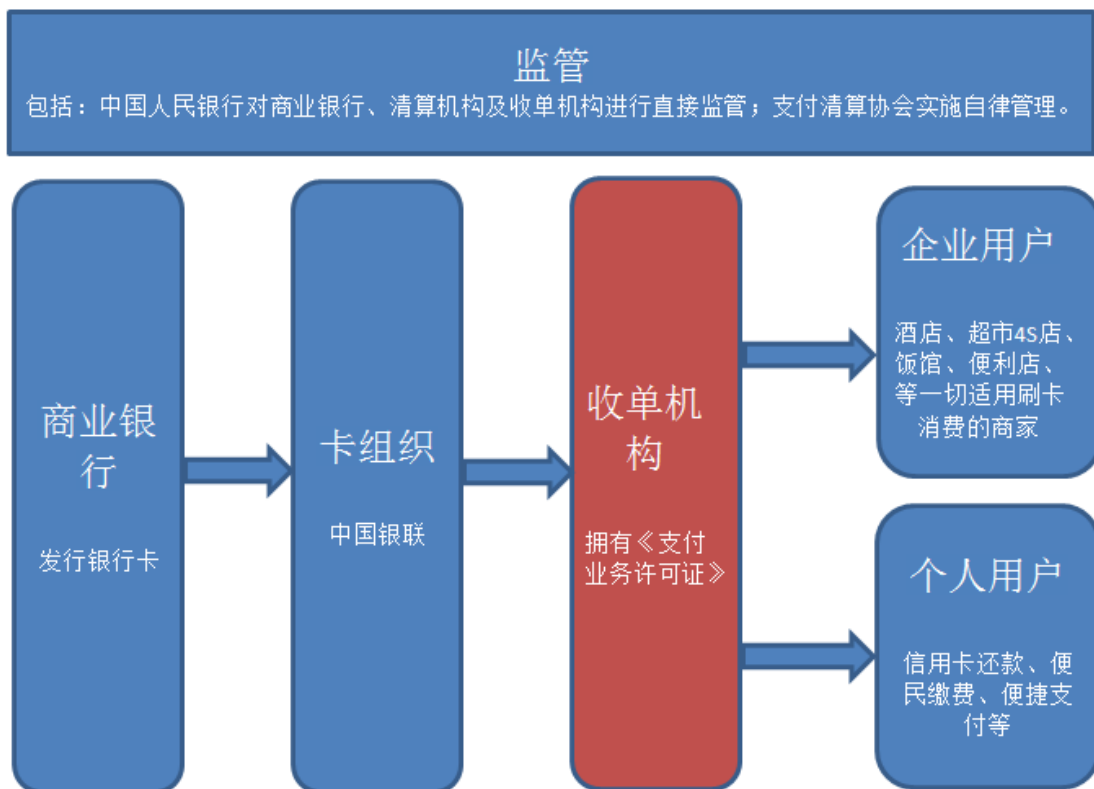 监管
包括：中国人民银行对商业银行、清算机构及收单机构进行直接监管；支付清算协会实施自律管理。
商业银
行
发行银行卡
卡组织
中国银联
收单机
构
拥有《支付
业务许可证》
企业用户
酒店、超市4S店、
饭馆、便利店、
等一切适用刷卡
消费的商家
个人用户
信用卡还款、便
民缴费、便捷支
付等